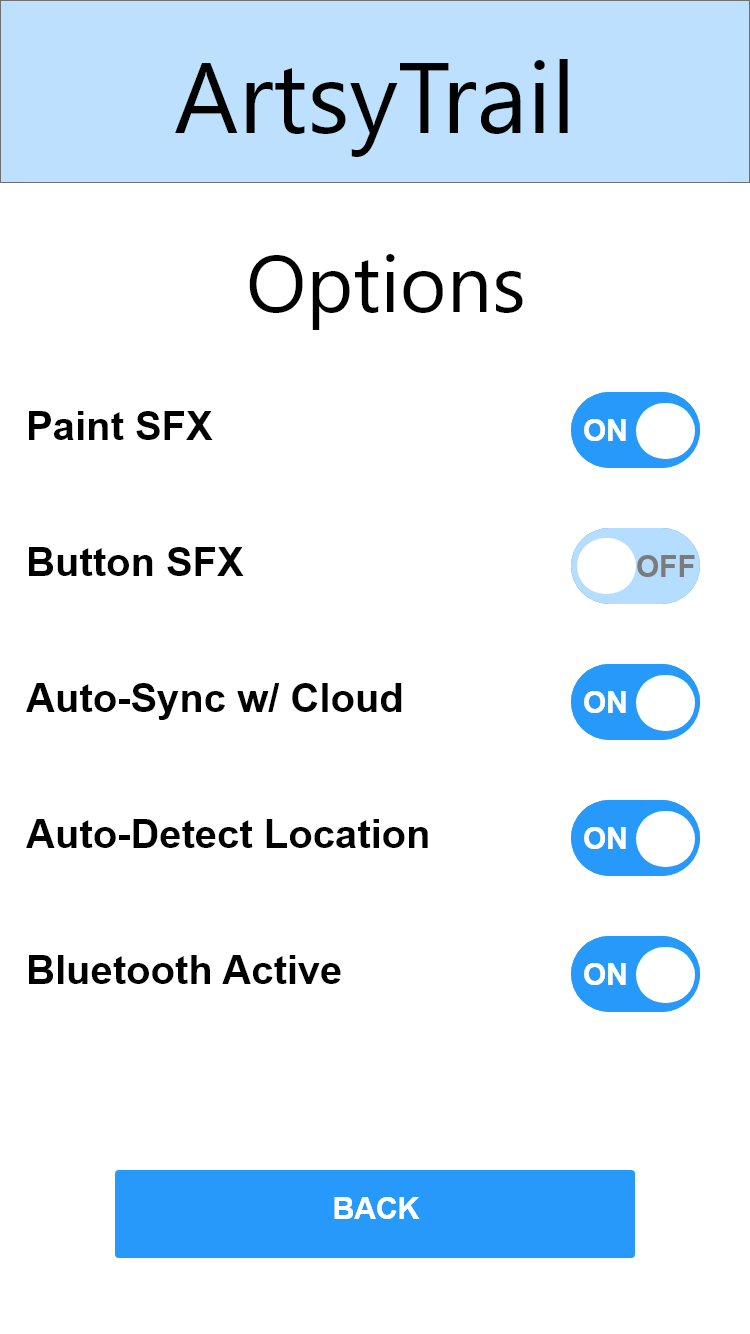 ArtsyTrail
Options
Paint SFX ON
Button SFX OFF
Auto-Sync w/ Cloud ON
Auto-Detect Location ON
Bluetooth Active ON
BACK